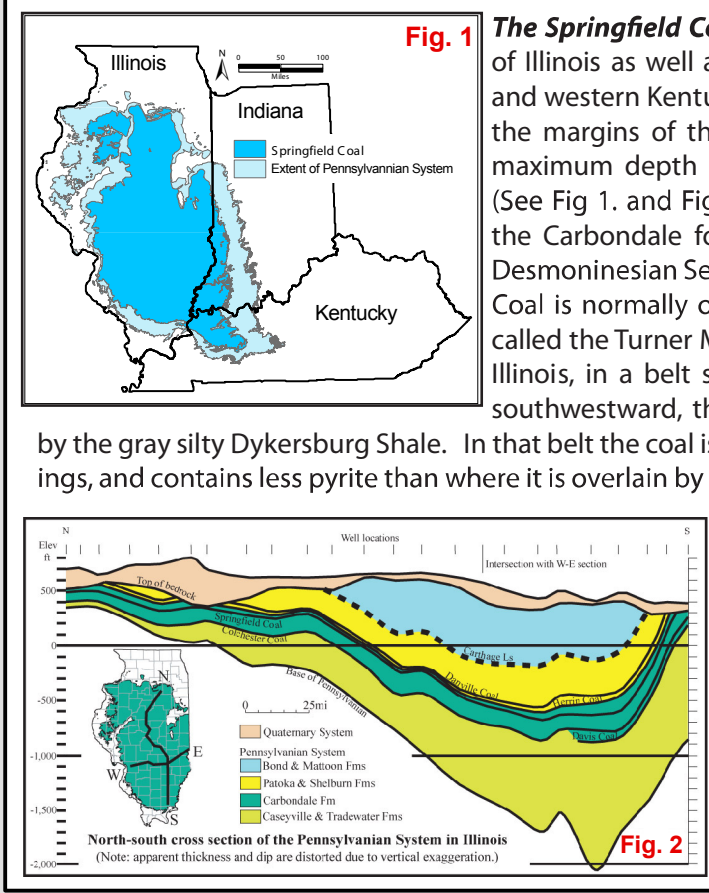 Fig. 1
Illinois
N
0 50 100
Miles
Indiana
Springfield Coal
Extent of Pennsylvannian System
Kentucky
The Springfield Co
of Illinois as well a
and western Kentu
the margins of th
maximum depth
(See Fig 1. and Fig
the Carbondale fo
Desmoninesian Se
Coal is normally o
called the Turner M
Illinois, in a belt s
southwestward, th
by the gray silty Dykersburg Shale. In that belt the coal is
ings, and contains less pyrite than where it is overlain by
N
Well locations
S
Elev
ft
Intersection with W-E section
500
0
-500
-1,000
-1,500
-2,000
Top of bedrock
Springfield Coal
Colchester Coal
Base of Pennsylvanian
Carthage Ls
Danville Coal
Herrin Coal
Davis Coal
N
E
W
S
0 25mi
Quaternary System
Pennsylvanian System
Bond & Mattoon Fms
Patoka & Shelburn Fms
Carbondale Fm
Caseyville & Tradewater Fms
North-south cross section of the Pennsylvanian System in Illinois
(Note: apparent thickness and dip are distorted due to vertical exaggeration.)
Fig. 2